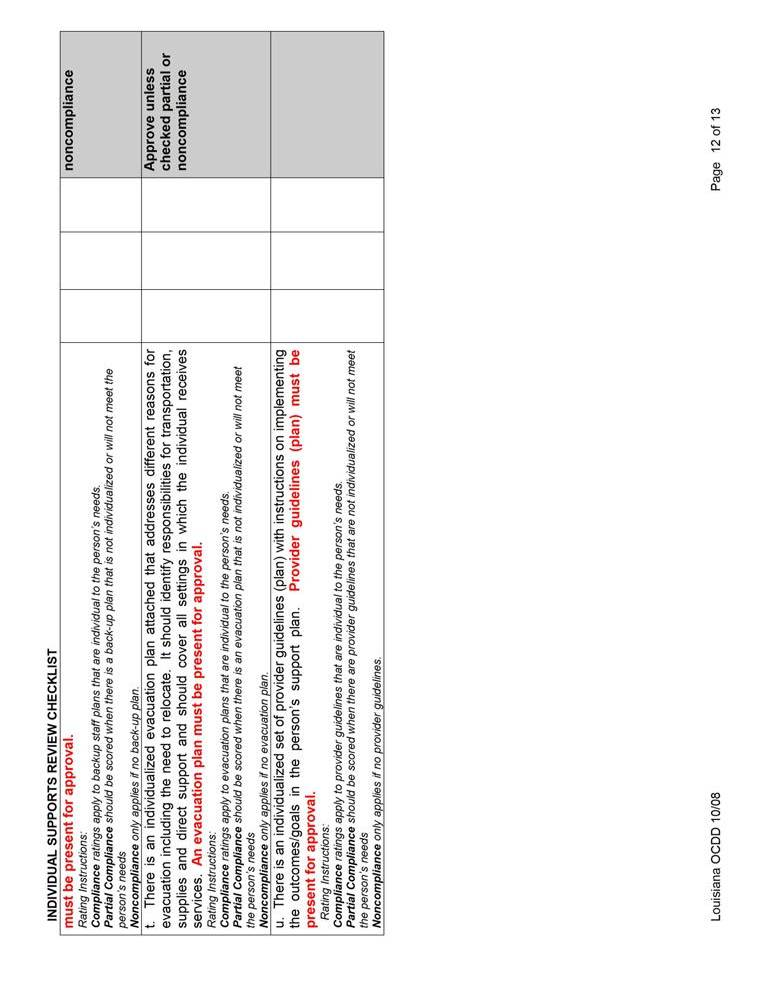 INDIVIDUAL SUPPORTS REVIEW CHECKLIST
must be present for approval.
Rating Instructions:
Compliance ratings apply to backup staff plans that are individual to the person's needs.
Partial Compliance should be scored when there is a back-up plan that is not individualized or will not meet the
person's needs
Noncompliance only applies if no back-up plan.
noncompliance
t. There is an individualized evacuation plan attached that addresses different reasons for
evacuation including the need to relocate. It should identify responsibilities for transportation,
supplies and direct support and should cover all settings in which the individual receives
services. An evacuation plan must be present for approval.
Rating Instructions:
Compliance ratings apply to evacuation plans that are individual to the person's needs.
Partial Compliance should be scored when there is an evacuation plan that is not individualized or will not meet
the person's needs
Noncompliance only applies if no evacuation plan.
Approve unless
checked partial or
noncompliance
u. There is an individualized set of provider guidelines (plan) with instructions on implementing
the outcomes/goals in the person's support plan. Provider guidelines (plan) must be
present for approval.
Rating Instructions:
Compliance ratings apply to provider guidelines that are individual to the person's needs.
Partial Compliance should be scored when there are provider guidelines that are not individualized or will not meet
the person's needs
Noncompliance only applies if no provider guidelines.
Louisiana OCDD 10/08
Page 12 of 13